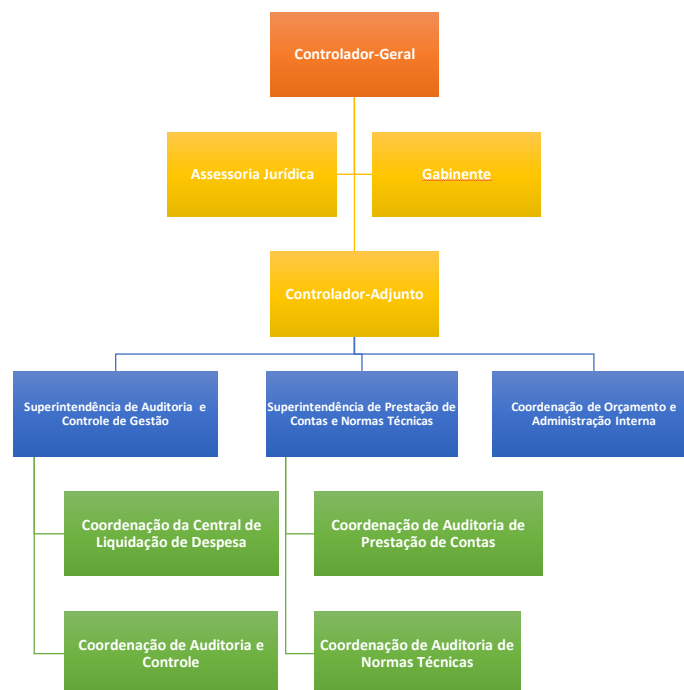 Controlador-Geral
Assessoria Jurídica
Gabinente
Controlador-Adjunto
Superintendência de Auditoria e
Controle de Gestão
Superintendência de Prestação de
Contas e Normas Técnicas
Coordenação de Orçamento e
Administração Interna
Coordenação da Central de
Liquidação de Despesa
Coordenação de Auditoria de
Prestação de Contas
Coordenação de Auditoria e
Controle
Coordenação de Auditoria de
Normas Técnicas